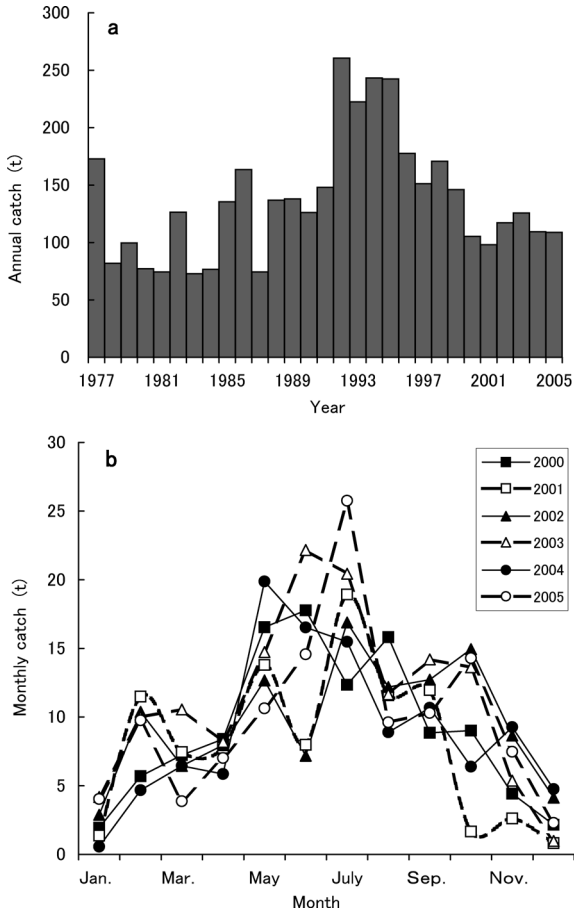 a
300
250
200
150
100
50
0
Annual catch (t)
1977 1981 1985 1989 1993 1997 2001 2005
Year
b
30
25
20
15
10
5
0
Monthly catch (t)
2000
2001
2002
2003
2004
2005
Jan. Mar. May July Sep. Nov.
Month